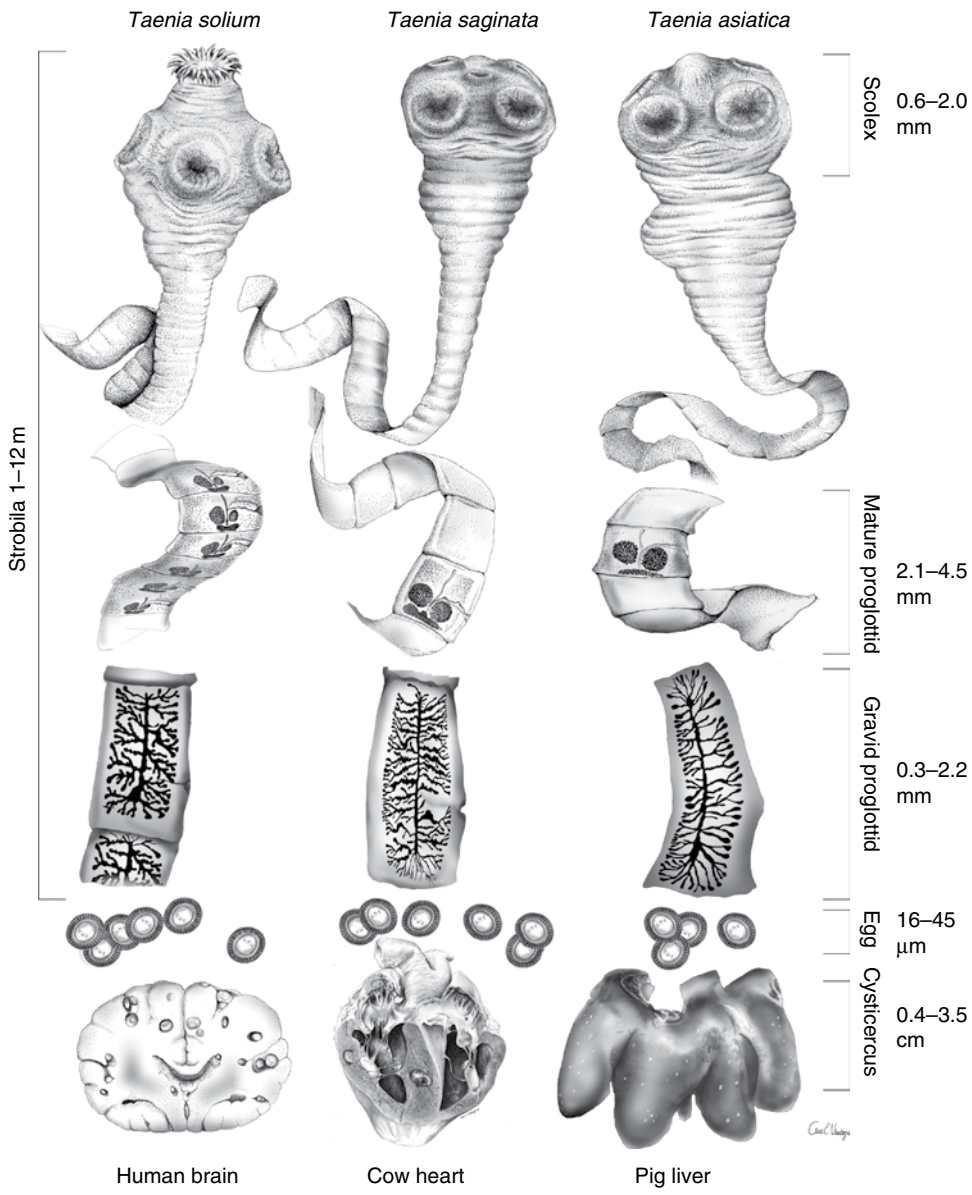 Taenia solium
Taenia saginata
Taenia asiatica
Scolex
0.6–2.0
mm
Strobila 1–12 m
Mature proglottid
2.1–4.5
mm
Gravid proglottid
0.3–2.2
mm
Egg
16–45
μm
Cysticercus
0.4–3.5
cm
Human brain
Cow heart
Pig liver